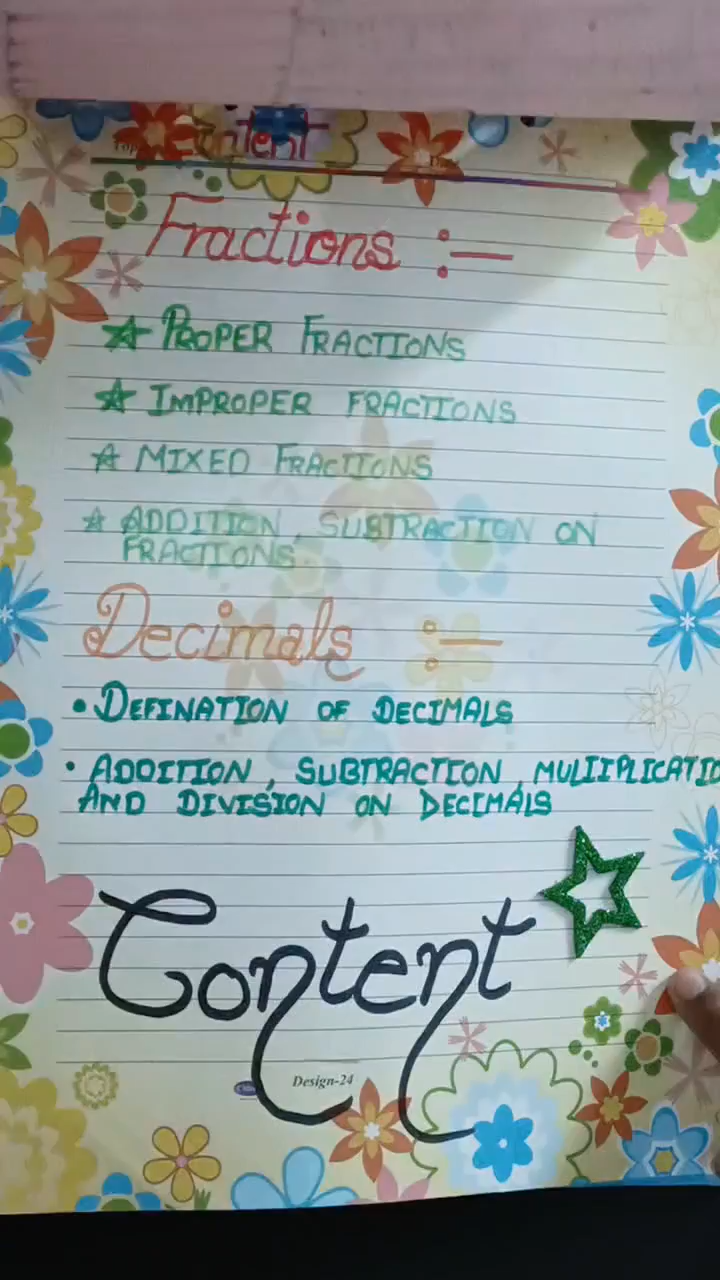 Content
Fractions :—
☆ PROPER FRACTIONS
☆ IMPROPER FRACTIONS
☆ MIXED FRACTIONS
☆ ADDITION, SUBTRACTION ON
FRACTIONS
Decimals :—
• DEFINATION OF DECIMALS
• ADDITION, SUBTRACTION, MULTIPLICATIO
AND DIVISION ON DECIMALS
Content
Design-24